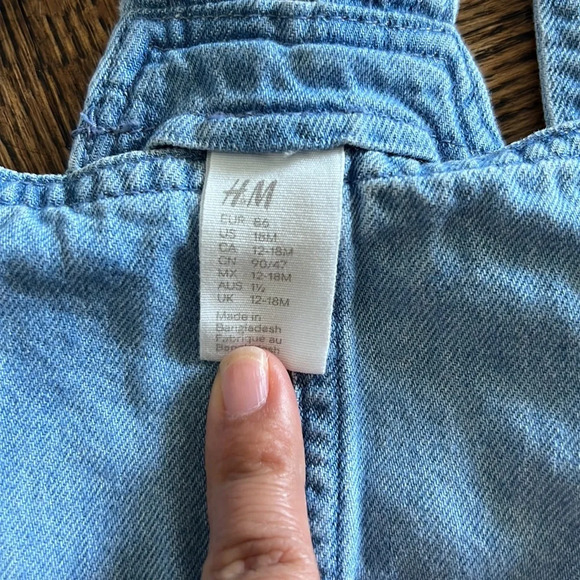 H&M
EUR 86
US 18M
CA 12-18M
CN 90/47
MX 12-18M
AUS 1½
UK 12-18M
Made in
Bangladesh
Fabriqué au
Bangladesh